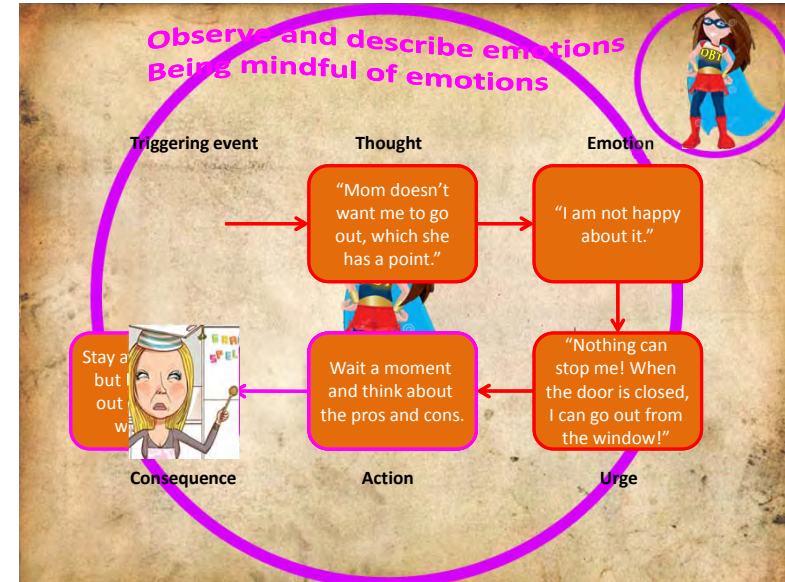 Observe and describe emotions
Being mindful of emotions
DBT
Triggering event
Thought
Emotion
“Mom doesn’t
want me to go
out, which she
has a point.”
“I am not happy
about it.”
“Nothing can
stop me! When
the door is closed,
I can go out from
the window!”
Wait a moment
and think about
the pros and cons.
Stay
but
out
Consequence
Action
Urge